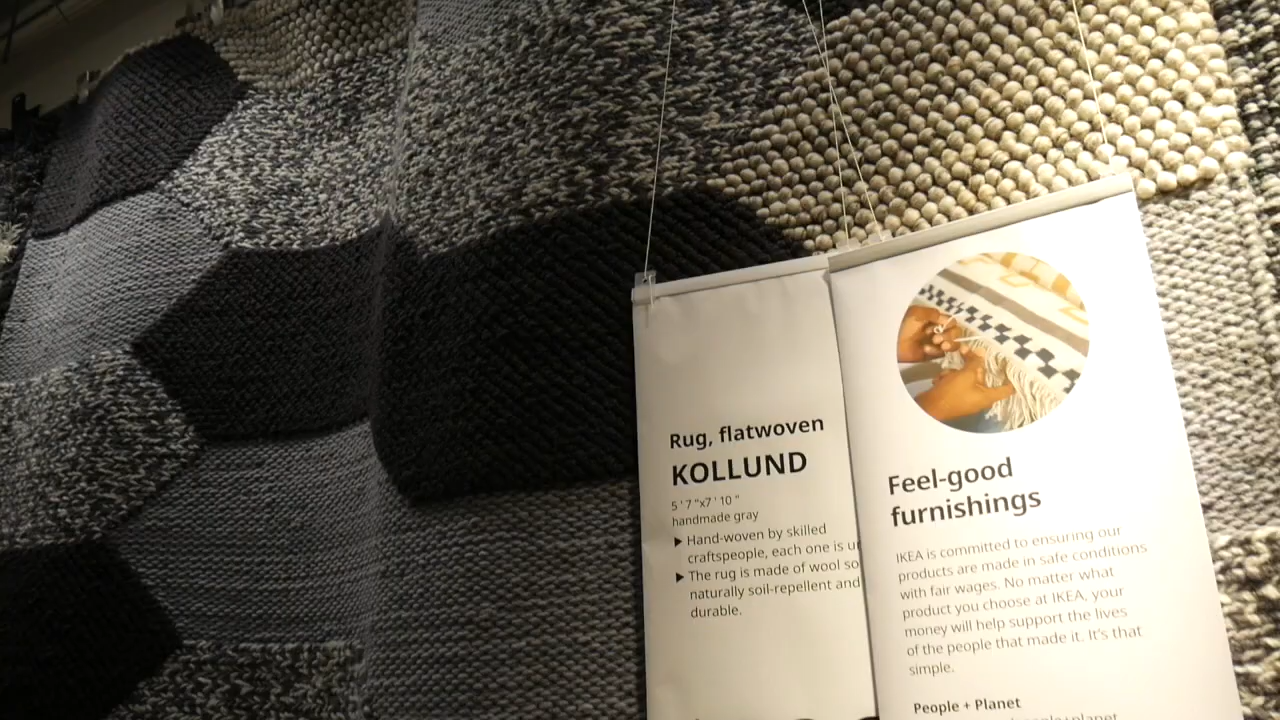 Rug, flatwoven
KOLLUND
5 ' 7 "x7 ' 10 "
handmade gray
▶ Hand-woven by skilled
craftspeople, each one is
▶ The rug is made of wool so
naturally soil-repellent and
durable.
Feel-good
furnishings
IKEA is committed to ensuring our
products are made in safe conditions
with fair wages. No matter what
product you choose at IKEA, your
money will help support the lives
of the people that made it. It's that
simple.
People + Planet